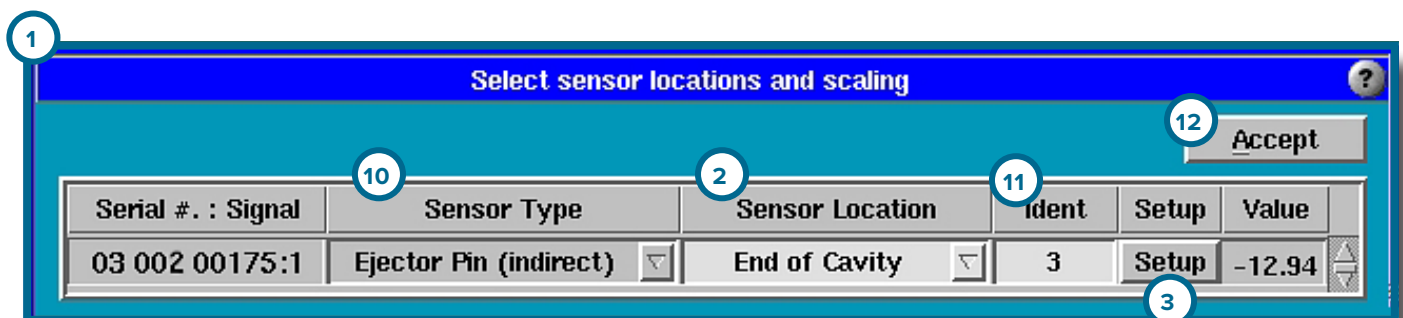 1
Select sensor locations and scaling ?
12
Accept
10 2 11
Serial #. : Signal Sensor Type Sensor Location Ident Setup Value
03 002 00175:1 Ejector Pin (indirect) End of Cavity 3 Setup -12.94
3